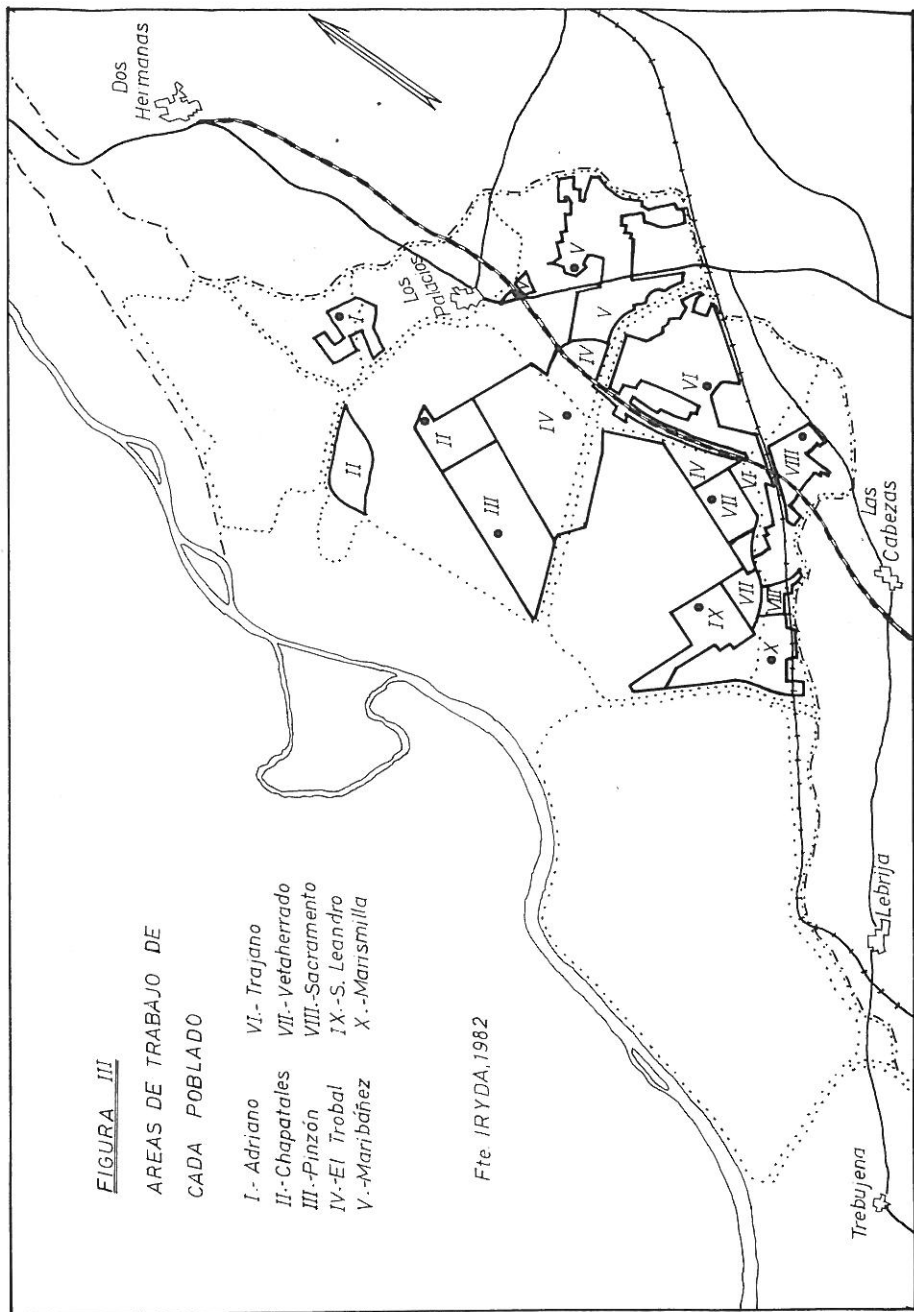 FIGURA III
AREAS DE TRABAJO DE
CADA POBLADO
I.- Adriano
II.- Chapatales
III.- Pinzón
IV.- El Trobal
V.- Maribáñez
VI.- Trajano
VII.- Vetaherrado
VIII.- Sacramento
IX.- S. Leandro
X.- Marismilla
Fte. IRYDA, 1982
Dos
Hermanas
Los
Palacios
I
II
II
III
IV
IV
IV
V
V
V
VI
VI
VII
VII
VIII
VIII
IX
X
Las
Cabezas
Lebrija
Trebujena